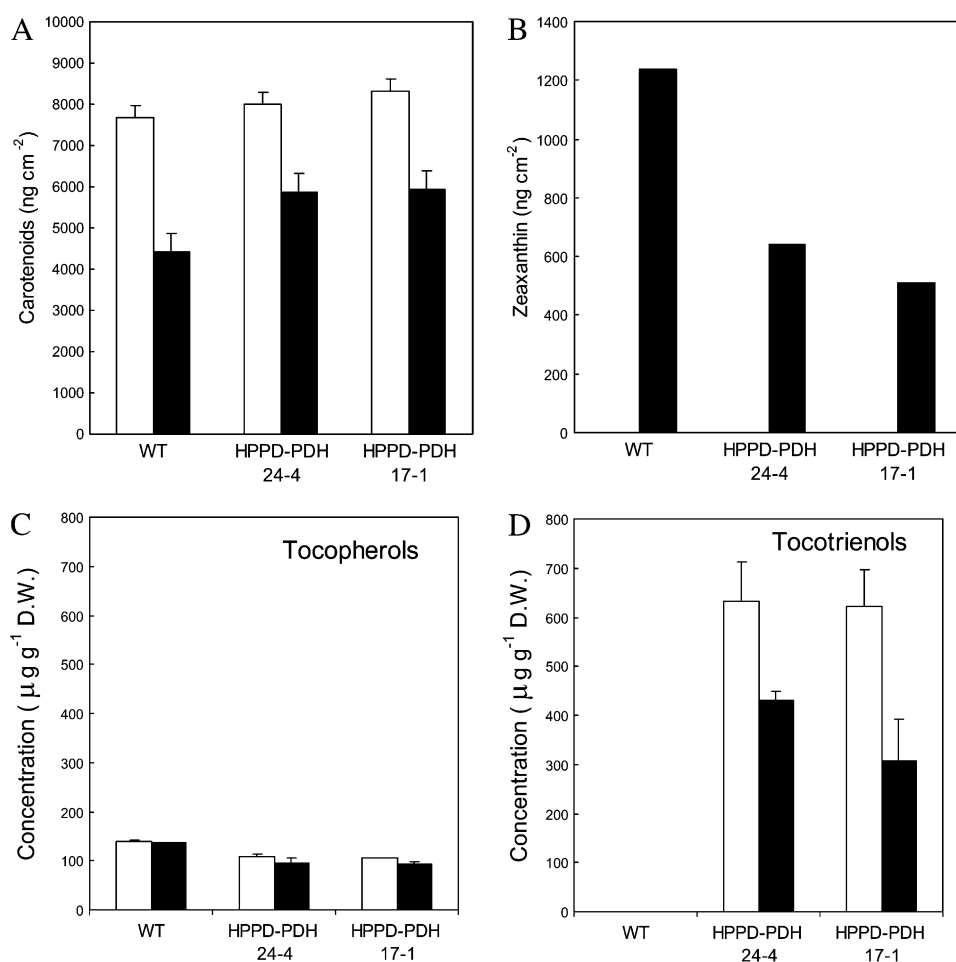 A
Carotenoids (ng cm-2)
10000
9000
8000
7000
6000
5000
4000
3000
2000
1000
0
WT
HPPD-PDH
24-4
HPPD-PDH
17-1
B
Zeaxanthin (ng cm-2)
1400
1200
1000
800
600
400
200
0
WT
HPPD-PDH
24-4
HPPD-PDH
17-1
C
Tocopherols
Concentration ( μg g-1 D.W.)
800
700
600
500
400
300
200
100
0
WT
HPPD-PDH
24-4
HPPD-PDH
17-1
D
Tocotrienols
Concentration ( μg g-1 D.W.)
800
700
600
500
400
300
200
100
0
WT
HPPD-PDH
24-4
HPPD-PDH
17-1